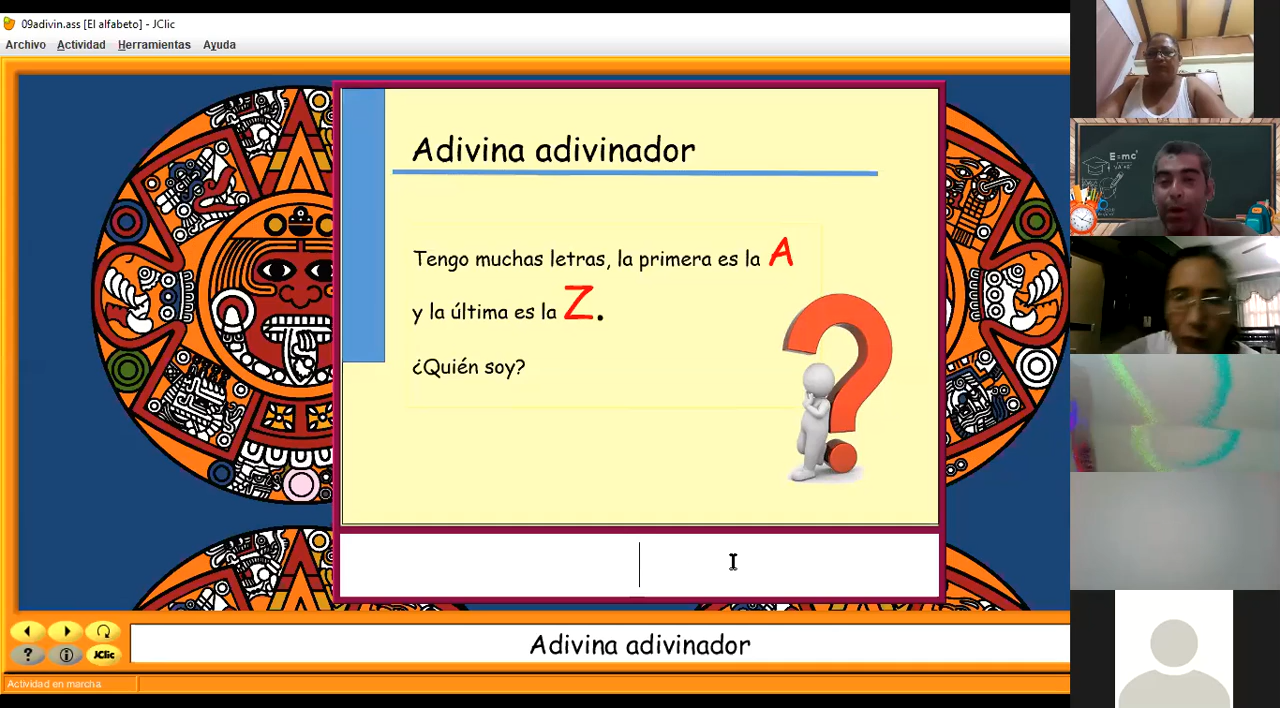 09adivin.ass [El alfabeto] - JClic
Archivo Actividad Herramientas Ayuda
Adivina adivinador
Tengo muchas letras, la primera es la A
y la última es la Z.
¿Quién soy?
Adivina adivinador
JClic
Actividad en marcha
E=mc²